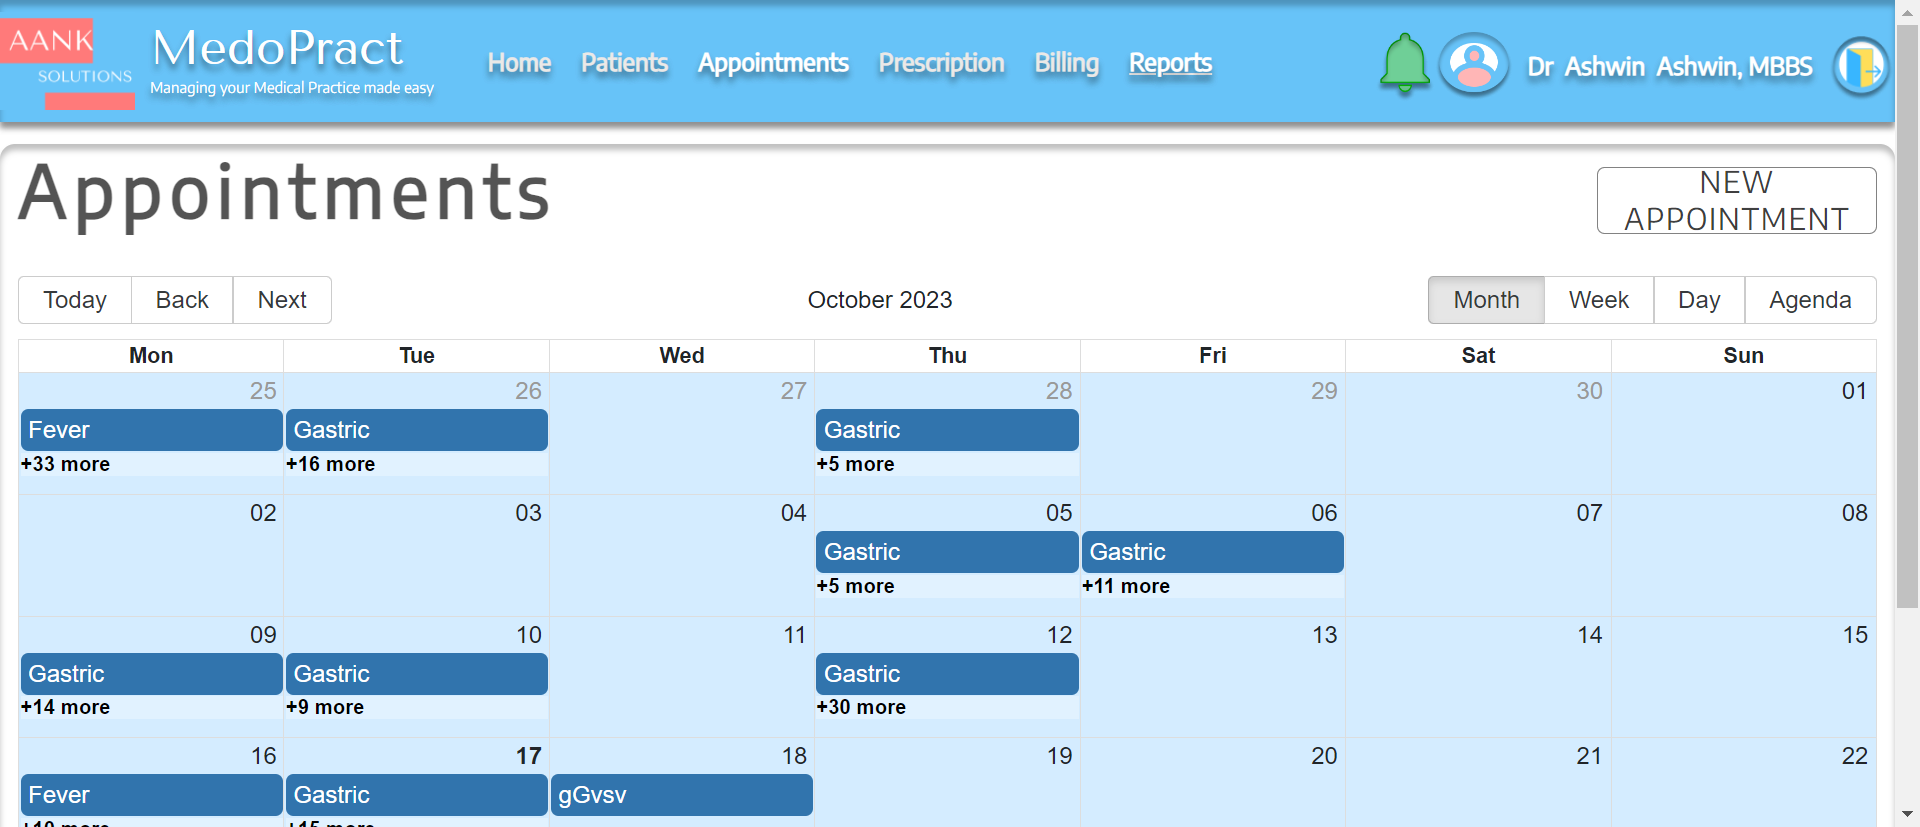 AANK
SOLUTIONS
MedoPract
Managing your Medical Practice made easy
Home Patients Appointments Prescription Billing Reports
Dr Ashwin Ashwin, MBBS
Appointments
NEW
APPOINTMENT
Today Back Next
October 2023
Month Week Day Agenda
Mon Tue Wed Thu Fri Sat Sun
25 26 27 28 29 30 01
Fever Gastric Gastric
+33 more +16 more +5 more
02 03 04 05 06 07 08
Gastric Gastric
+5 more +11 more
09 10 11 12 13 14 15
Gastric Gastric Gastric
+14 more +9 more +30 more
16 17 18 19 20 21 22
Fever Gastric gGvsv
+15 more